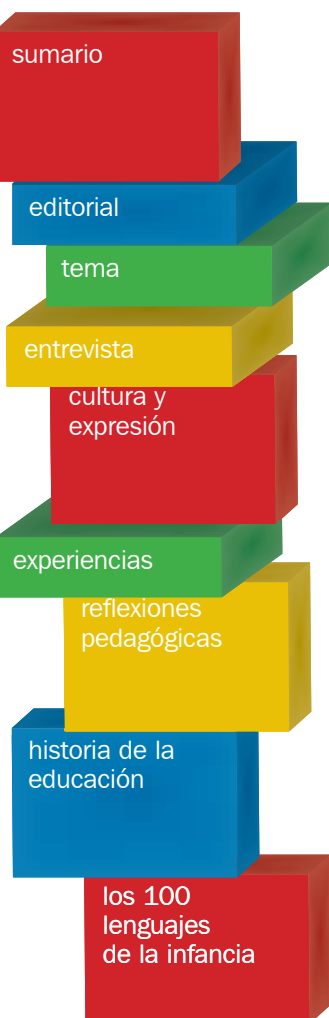 sumario
editorial
tema
entrevista
cultura y
expresión
experiencias
reflexiones
pedagógicas
historia de la
educación
los 100
lenguajes
de la infancia